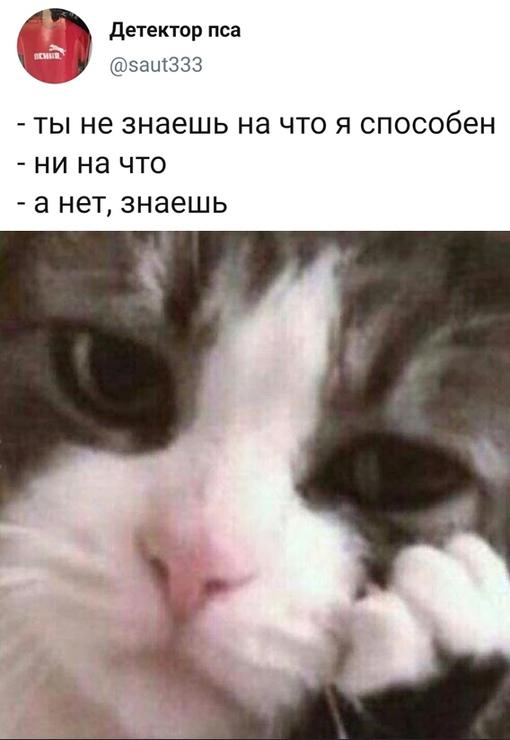 Детектор пса
@saut333
- ты не знаешь на что я способен
- ни на что
- а нет, знаешь